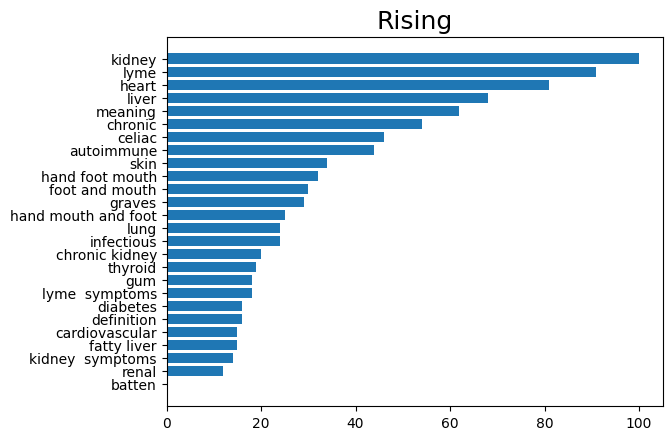 Rising
kidney
lyme
heart
liver
meaning
chronic
celiac
autoimmune
skin
hand foot mouth
foot and mouth
graves
hand mouth and foot
lung
infectious
chronic kidney
thyroid
gum
lyme  symptoms
diabetes
definition
cardiovascular
fatty liver
kidney  symptoms
renal
batten
0 20 40 60 80 100